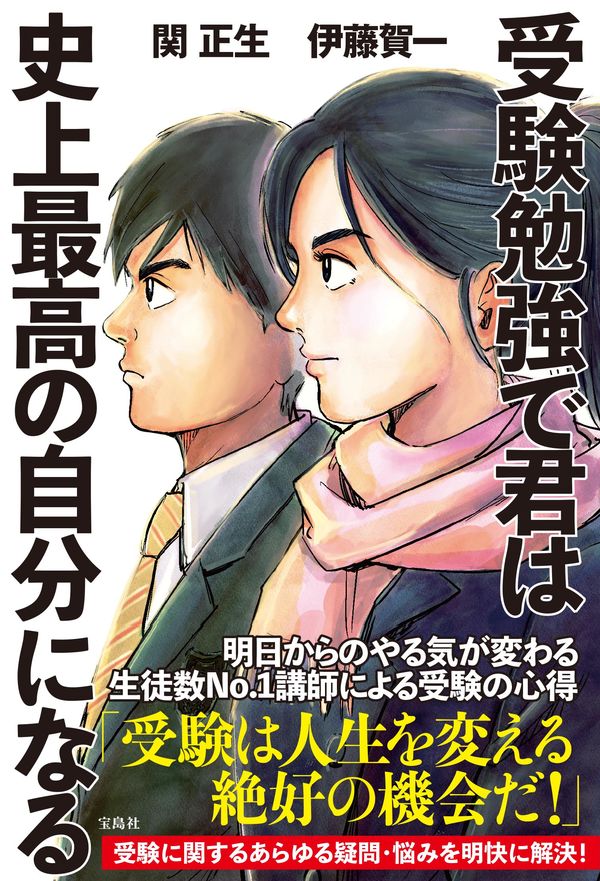 関 正生 伊藤賀一
受験勉強で君は
史上最高の自分になる
明日からのやる気が変わる
生徒数No.1講師による受験の心得
「受験は人生を変える
絶好の機会だ!」
宝島社
受験に関するあらゆる疑問・悩みを明快に解決!